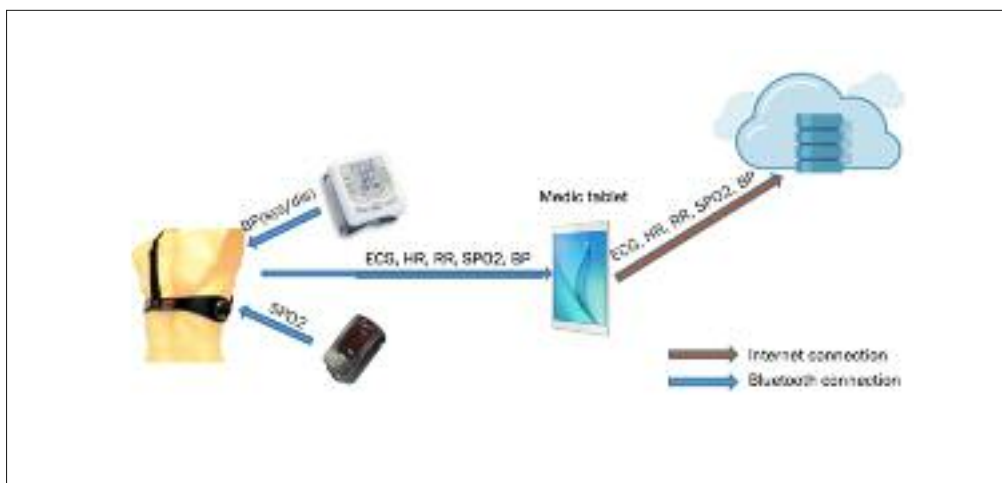 Medic tablet
BP(sys/dis)
ECG, HR, RR, SPO2, BP
ECG, HR, RR, SPO2, BP
SPO2
Internet connection
Bluetooth connection